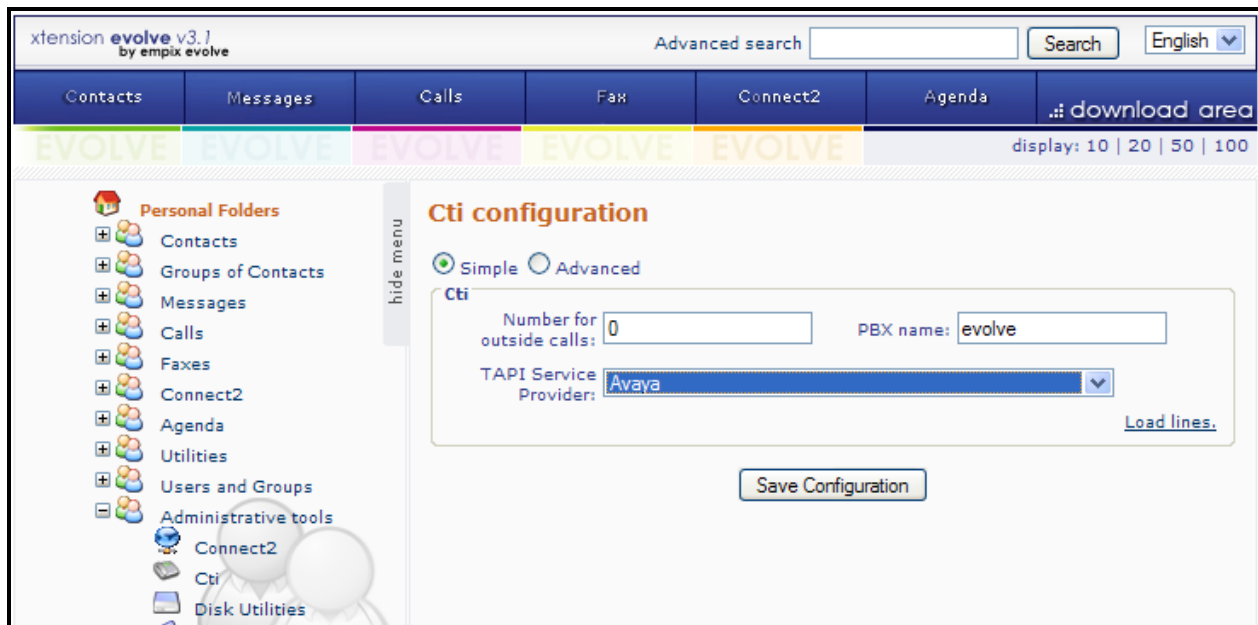 xtension evolve v3.1
by empix evolve
Advanced search
Search
English
Contacts
Messages
Calls
Fax
Connect2
Agenda
.:: download area
EVOLVE EVOLVE EVOLVE EVOLVE EVOLVE
display: 10 | 20 | 50 | 100
Personal Folders
Contacts
Groups of Contacts
Messages
Calls
Faxes
Connect2
Agenda
Utilities
Users and Groups
Administrative tools
Connect2
Cti
Disk Utilities
hide menu
Cti configuration
Simple Advanced
Cti
Number for
outside calls: 0
PBX name: evolve
TAPI Service
Provider: Avaya
Load lines.
Save Configuration